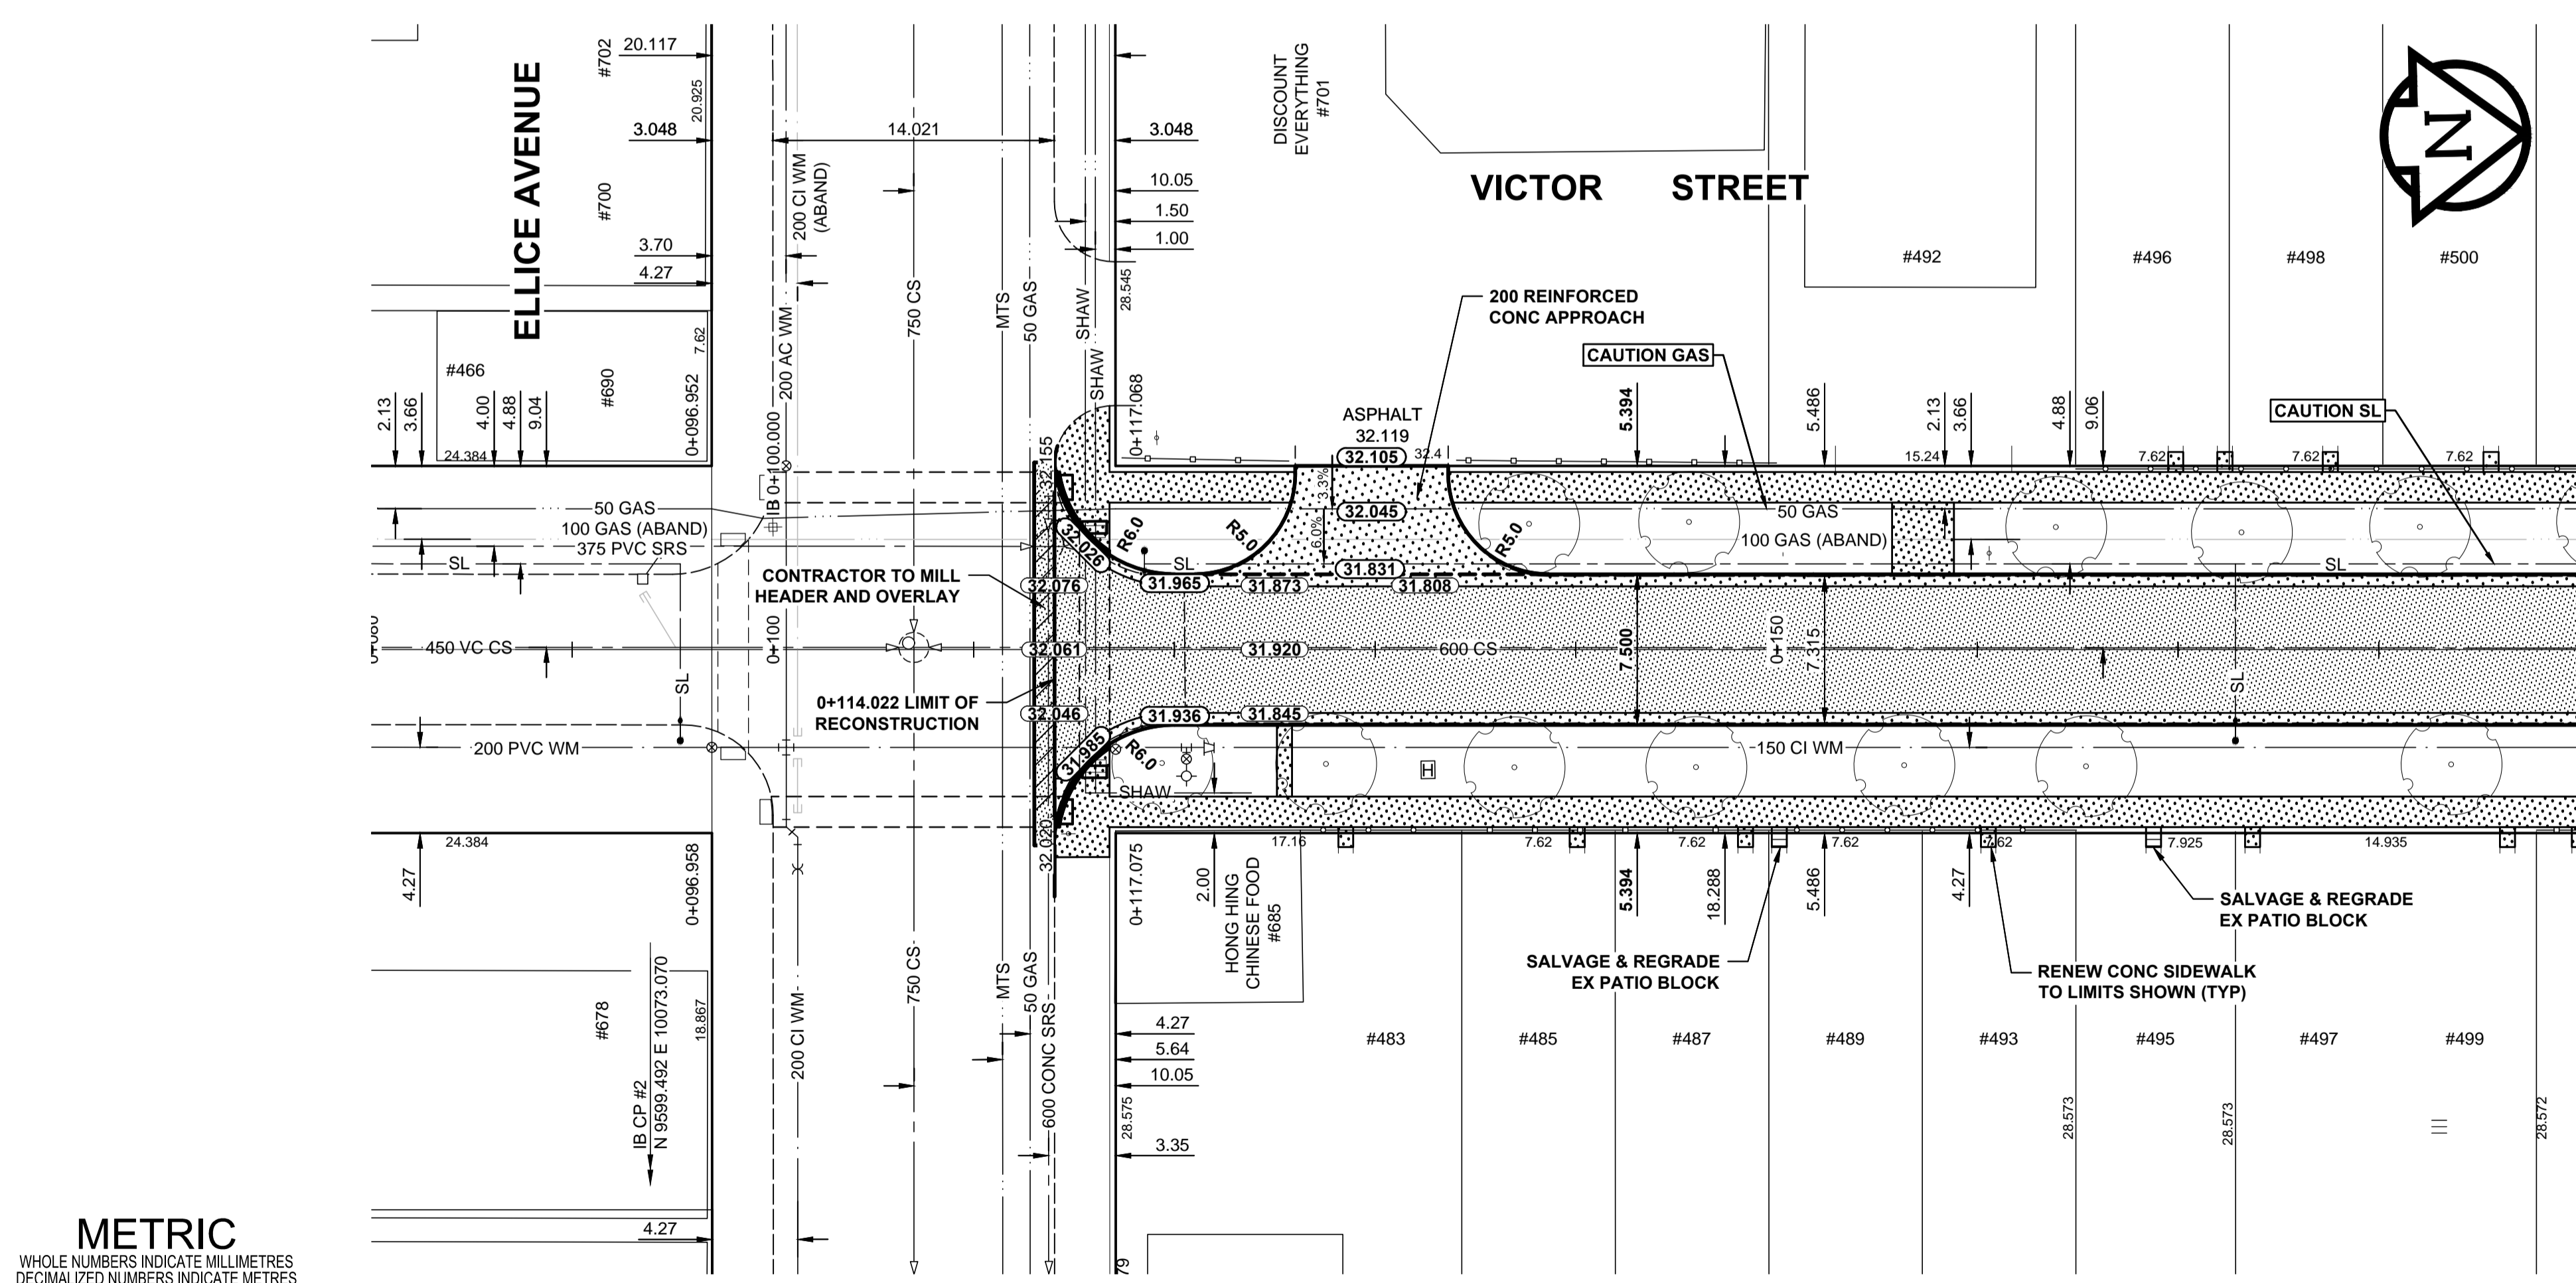 #702
20.117
20.925
3.048
ELLICE AVENUE
#700
3.70
4.27
#466
#690
7.62
0+096.952
2.13
3.66
4.00
4.88
9.04
24.384
14.021
200 CI WM
(ABAND)
200 AC WM
750 CS
MTS
50 GAS
SHAW
SHAW
3.048
10.05
1.50
1.00
28.545
0+117.068
DISCOUNT
EVERYTHING
#701
VICTOR STREET
N
#492
#496
#498
#500
200 REINFORCED
CONC APPROACH
CAUTION GAS
CAUTION SL
ASPHALT
32.119
32.105
32.4
5.394
5.486
15.24
2.13
3.66
4.88
9.06
7.62
7.62
7.62
IB 0+100.000
32.155
3.3%
32.045
6.0%
31.831
50 GAS
100 GAS (ABAND)
375 PVC SRS
SL
CONTRACTOR TO MILL
HEADER AND OVERLAY
32.026
R6.0
R5.0
R5.0
SL
50 GAS
100 GAS (ABAND)
SL
32.076
31.965
31.873
31.808
450 VC CS
SL
0+100
32.061
31.920
600 CS
7.500
0+150
7.315
SL
0+114.022 LIMIT OF
RECONSTRUCTION
32.046
31.936
31.845
31.985
R6.0
200 PVC WM
150 CI WM
H
SHAW
32.020
24.384
4.27
0+096.958
0+117.075
2.00
17.16
7.62
7.62
7.62
7.62
7.925
14.935
HONG HING
CHINESE FOOD
#685
5.394
18.288
5.486
4.27
SALVAGE & REGRADE
EX PATIO BLOCK
SALVAGE & REGRADE
EX PATIO BLOCK
RENEW CONC SIDEWALK
TO LIMITS SHOWN (TYP)
#678
IB CP #2
N 9599.492 E 10073.070
18.867
200 CI WM
750 CS
MTS
50 GAS
600 CONC SRS
4.27
5.64
10.05
28.575
3.35
#483
#485
#487
#489
#493
#495
#497
#499
28.573
28.573
28.572
4.27
METRIC
WHOLE NUMBERS INDICATE MILLIMETRES
DECIMALIZED NUMBERS INDICATE METRES